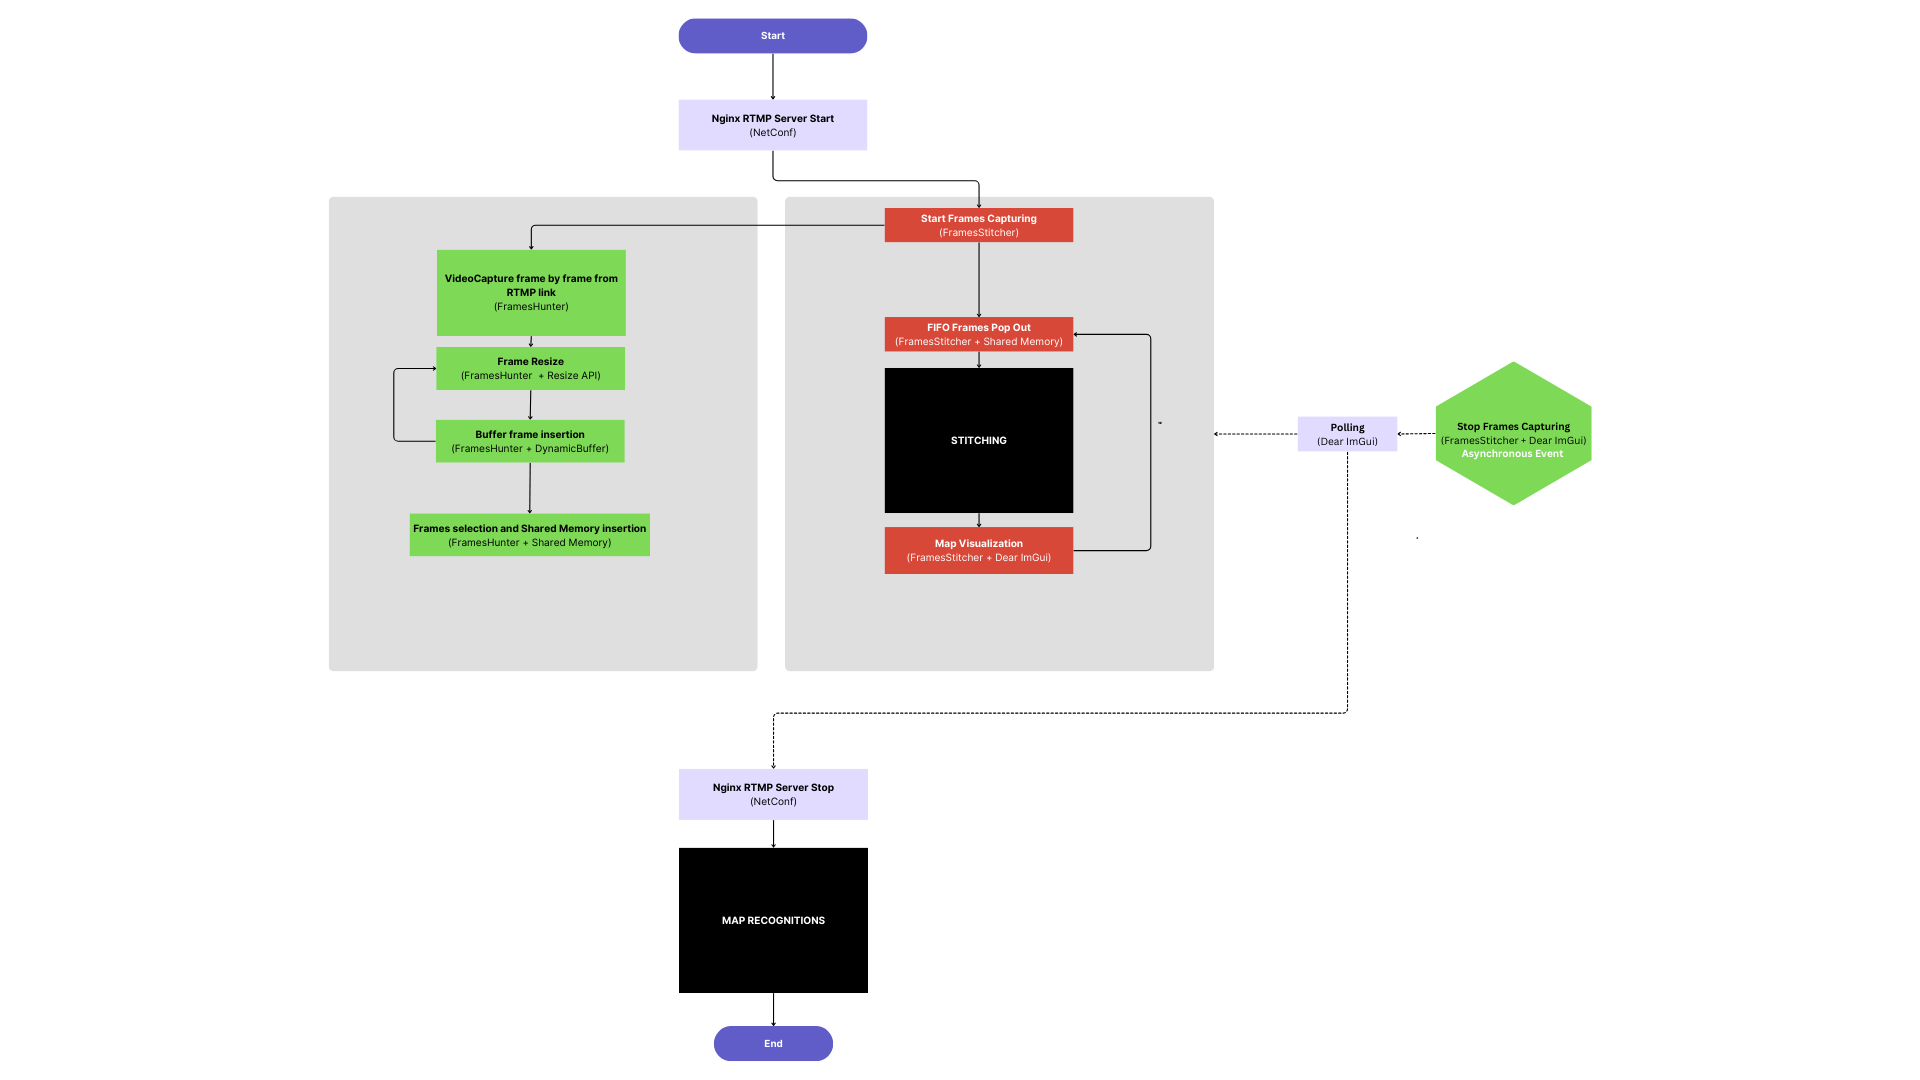 Start
Nginx RTMP Server Start
(NetConf)
Start Frames Capturing
(FramesStitcher)
VideoCapture frame by frame from
RTMP link
(FramesHunter)
Frame Resize
(FramesHunter + Resize API)
Buffer frame insertion
(FramesHunter + DynamicBuffer)
Frames selection and Shared Memory insertion
(FramesHunter + Shared Memory)
FIFO Frames Pop Out
(FramesStitcher + Shared Memory)
STITCHING
Map Visualization
(FramesStitcher + Dear ImGui)
Polling
(Dear ImGui)
Stop Frames Capturing
(FramesStitcher + Dear ImGui)
Asynchronous Event
Nginx RTMP Server Stop
(NetConf)
MAP RECOGNITIONS
End